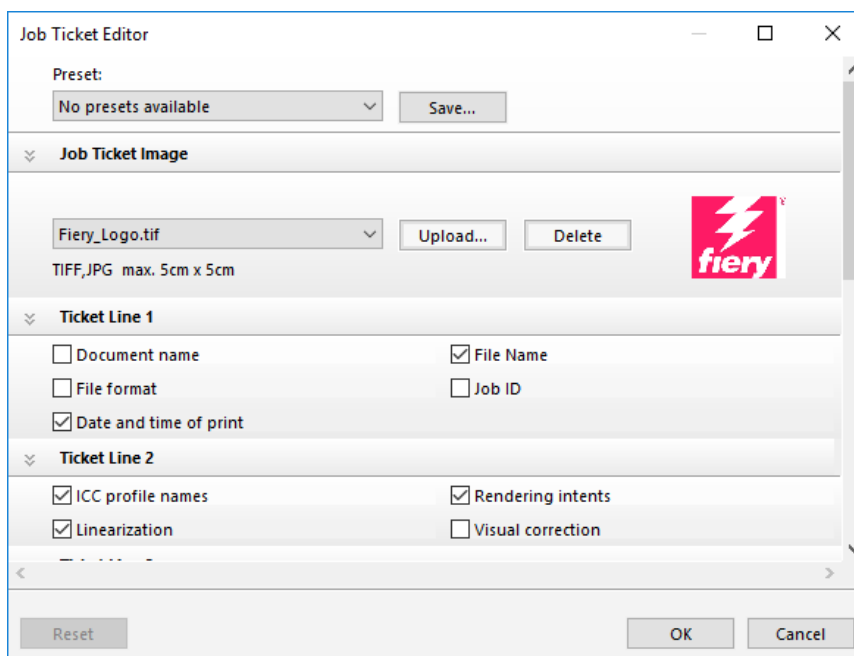 Job Ticket Editor
Preset:
No presets available
Save...
Job Ticket Image
Fiery_Logo.tif
Upload...
Delete
fiery
TIFF,JPG max. 5cm x 5cm
Ticket Line 1
Document name
File Name
File format
Job ID
Date and time of print
Ticket Line 2
ICC profile names
Rendering intents
Linearization
Visual correction
Reset
OK
Cancel